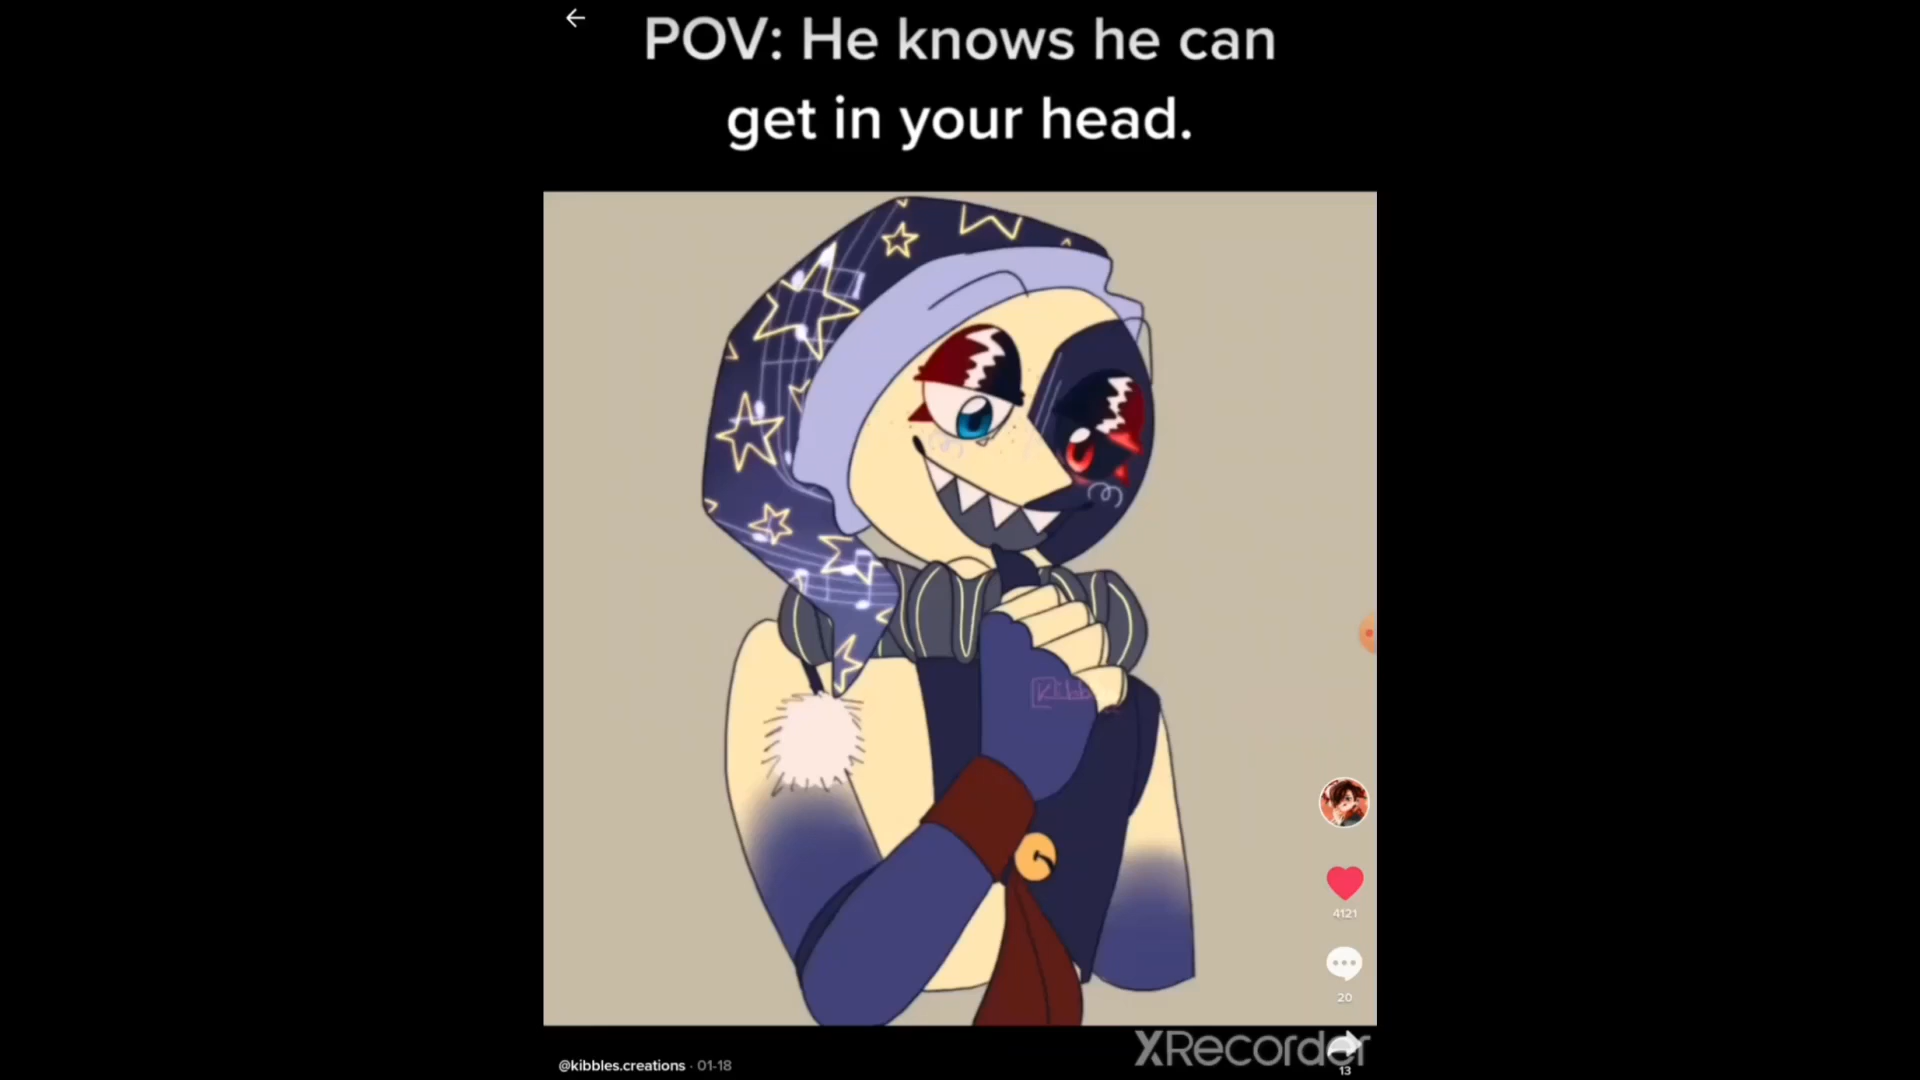 POV: He knows he can
get in your head.
4121
20
@kibbles.creations · 01-18
XRecorder
13